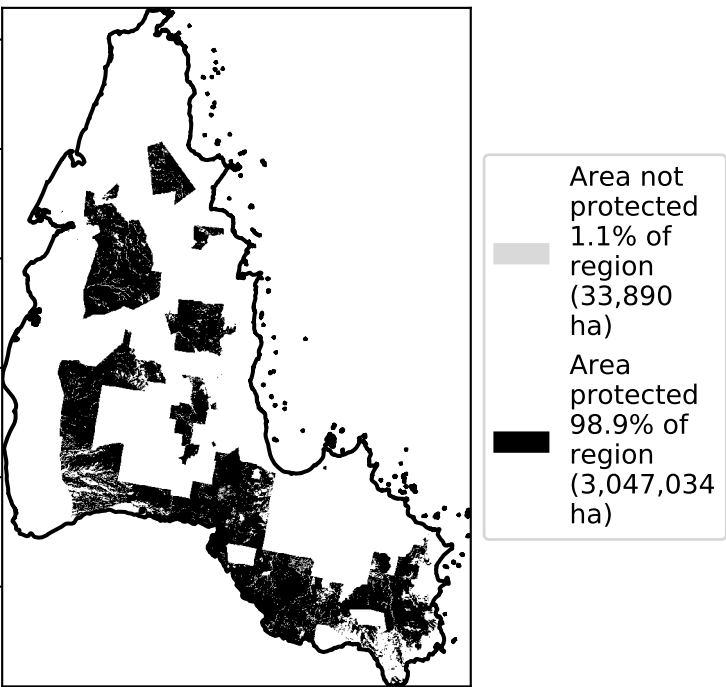 Area not
protected
1.1% of
region
(33,890
ha)
Area
protected
98.9% of
region
(3,047,034
ha)